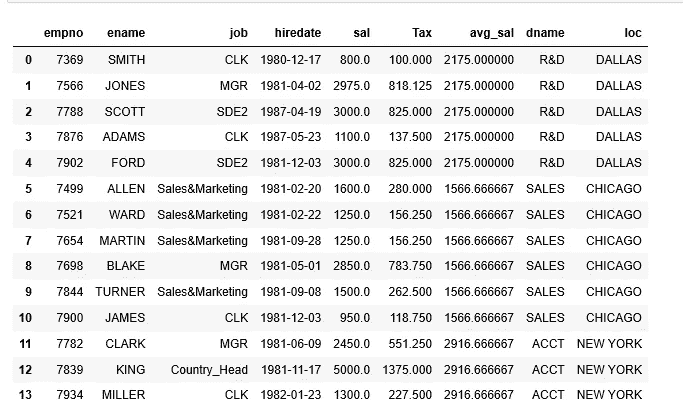 empno ename job hiredate sal Tax avg_sal dname loc
0 7369 SMITH CLK 1980-12-17 800.0 100.000 2175.000000 R&D DALLAS
1 7566 JONES MGR 1981-04-02 2975.0 818.125 2175.000000 R&D DALLAS
2 7788 SCOTT SDE2 1987-04-19 3000.0 825.000 2175.000000 R&D DALLAS
3 7876 ADAMS CLK 1987-05-23 1100.0 137.500 2175.000000 R&D DALLAS
4 7902 FORD SDE2 1981-12-03 3000.0 825.000 2175.000000 R&D DALLAS
5 7499 ALLEN Sales&Marketing 1981-02-20 1600.0 280.000 1566.666667 SALES CHICAGO
6 7521 WARD Sales&Marketing 1981-02-22 1250.0 156.250 1566.666667 SALES CHICAGO
7 7654 MARTIN Sales&Marketing 1981-09-28 1250.0 156.250 1566.666667 SALES CHICAGO
8 7698 BLAKE MGR 1981-05-01 2850.0 783.750 1566.666667 SALES CHICAGO
9 7844 TURNER Sales&Marketing 1981-09-08 1500.0 262.500 1566.666667 SALES CHICAGO
10 7900 JAMES CLK 1981-12-03 950.0 118.750 1566.666667 SALES CHICAGO
11 7782 CLARK MGR 1981-06-09 2450.0 551.250 2916.666667 ACCT NEW YORK
12 7839 KING Country_Head 1981-11-17 5000.0 1375.000 2916.666667 ACCT NEW YORK
13 7934 MILLER CLK 1982-01-23 1300.0 227.500 2916.666667 ACCT NEW YORK